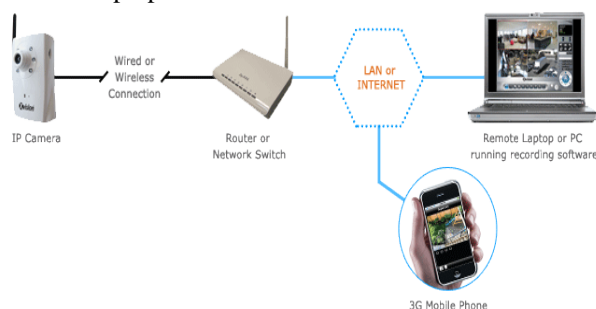 Wired or
Wireless
Connection
LAN or
INTERNET
IP Camera
Router or
Network Switch
Remote Laptop or PC
running recording software
3G Mobile Phone